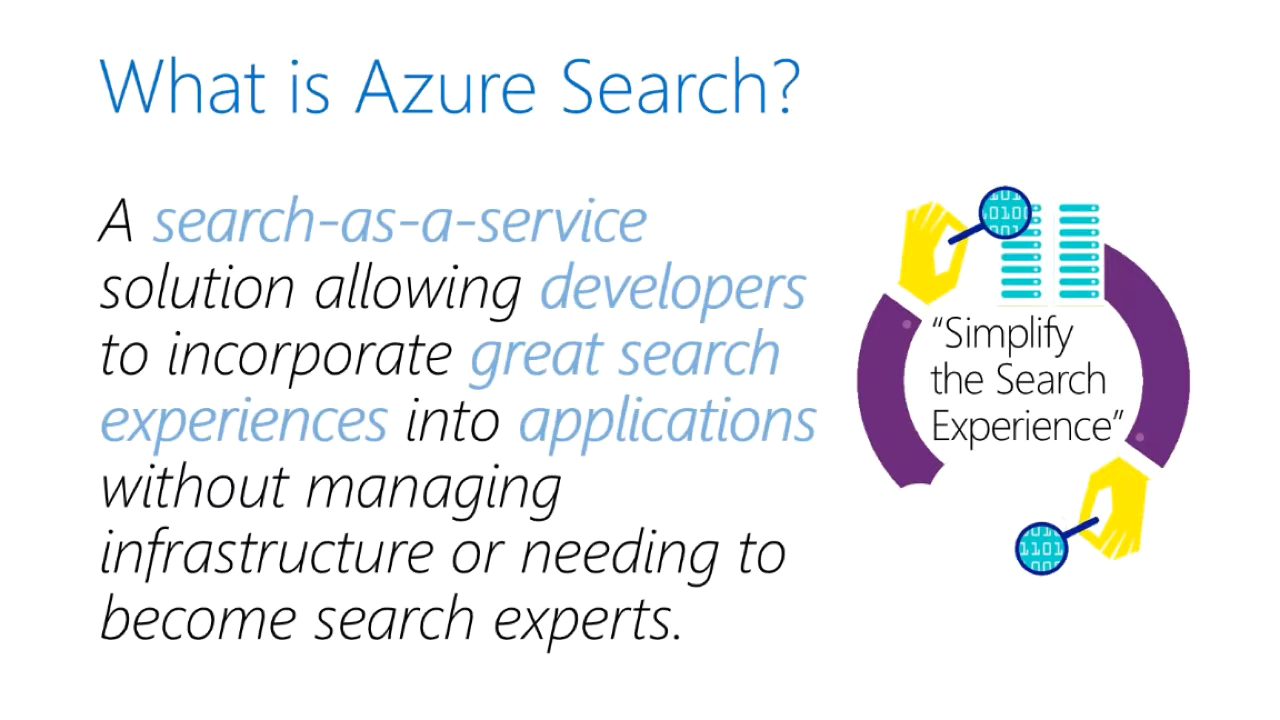 What is Azure Search?
A search-as-a-service
solution allowing developers
to incorporate great search
experiences into applications
without managing
infrastructure or needing to
become search experts.
“Simplify
the Search
Experience”